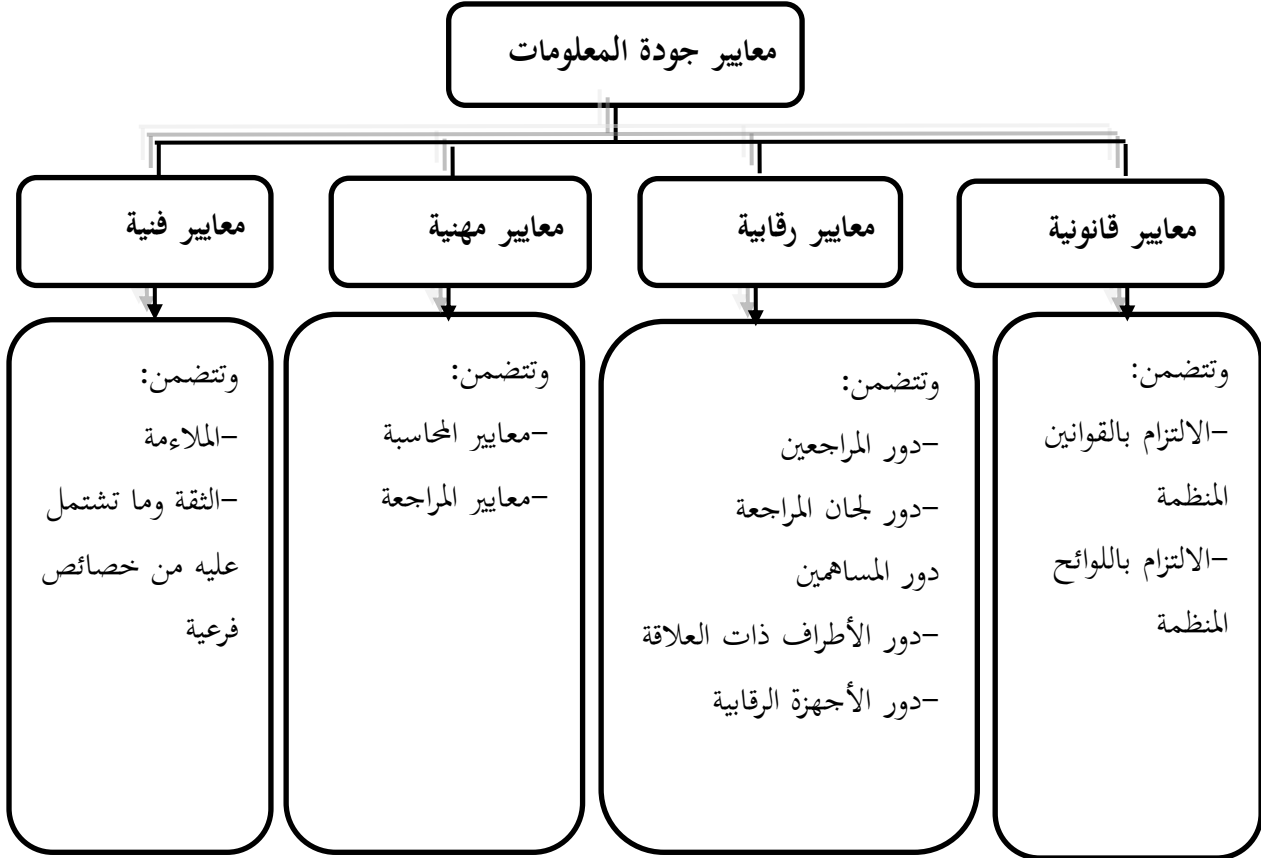 معايير جودة المعلومات
معايير قانونية
معايير رقابية
معايير مهنية
معايير فنية
وتتضمن:
–الالتزام بالقوانين
المنظمة
–الالتزام باللوائح
المنظمة
وتتضمن:
–دور المراجعين
–دور لجان المراجعة
دور المساهمين
–دور الأطراف ذات العلاقة
–دور الأجهزة الرقابية
وتتضمن:
–معايير المحاسبة
–معايير المراجعة
وتتضمن:
–الملاءمة
–الثقة وما تشتمل
عليه من خصائص
فرعية